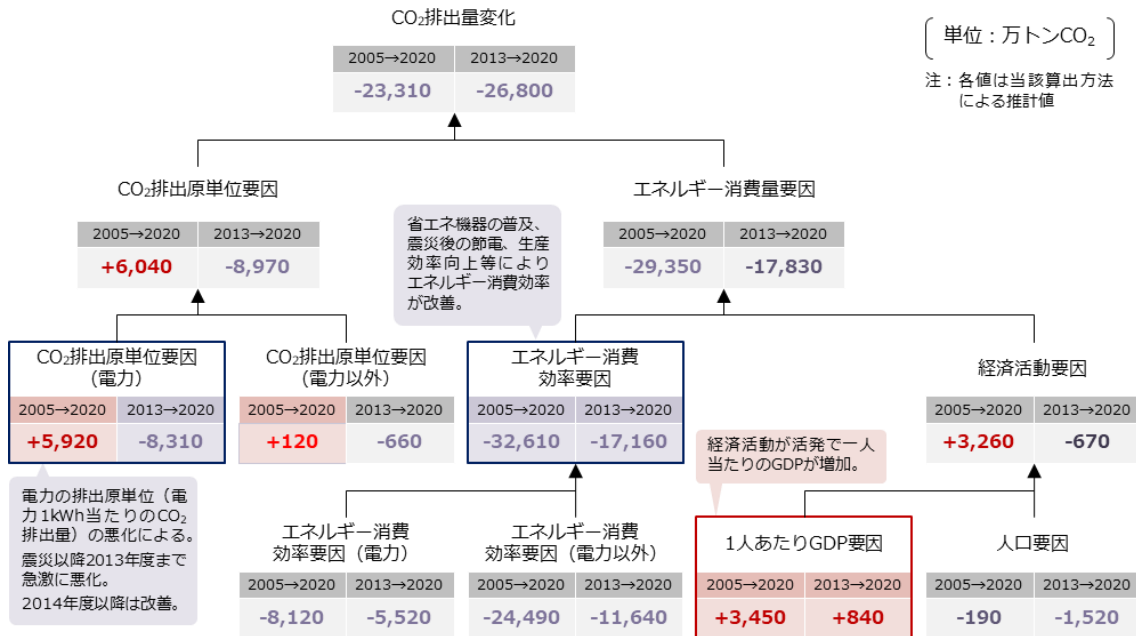 CO₂排出量変化
2005→2020 2013→2020
-23,310 -26,800
単位：万トンCO₂
注：各値は当該算出方法
による推計値
CO₂排出原単位要因
2005→2020 2013→2020
+6,040 -8,970
エネルギー消費量要因
2005→2020 2013→2020
-29,350 -17,830
省エネ機器の普及、
震災後の節電、生産
効率向上等により
エネルギー消費効率
が改善。
CO₂排出原単位要因
（電力）
2005→2020 2013→2020
+5,920 -8,310
CO₂排出原単位要因
（電力以外）
2005→2020 2013→2020
+120 -660
エネルギー消費
効率要因
2005→2020 2013→2020
-32,610 -17,160
経済活動要因
2005→2020 2013→2020
+3,260 -670
経済活動が活発で一人
当たりのGDPが増加。
電力の排出原単位（電
力1kWh当たりのCO₂
排出量）の悪化による。
震災以降2013年度まで
急激に悪化。
2014年度以降は改善。
エネルギー消費
効率要因（電力）
2005→2020 2013→2020
-8,120 -5,520
エネルギー消費
効率要因（電力以外）
2005→2020 2013→2020
-24,490 -11,640
1人あたりGDP要因
2005→2020 2013→2020
+3,450 +840
人口要因
2005→2020 2013→2020
-190 -1,520